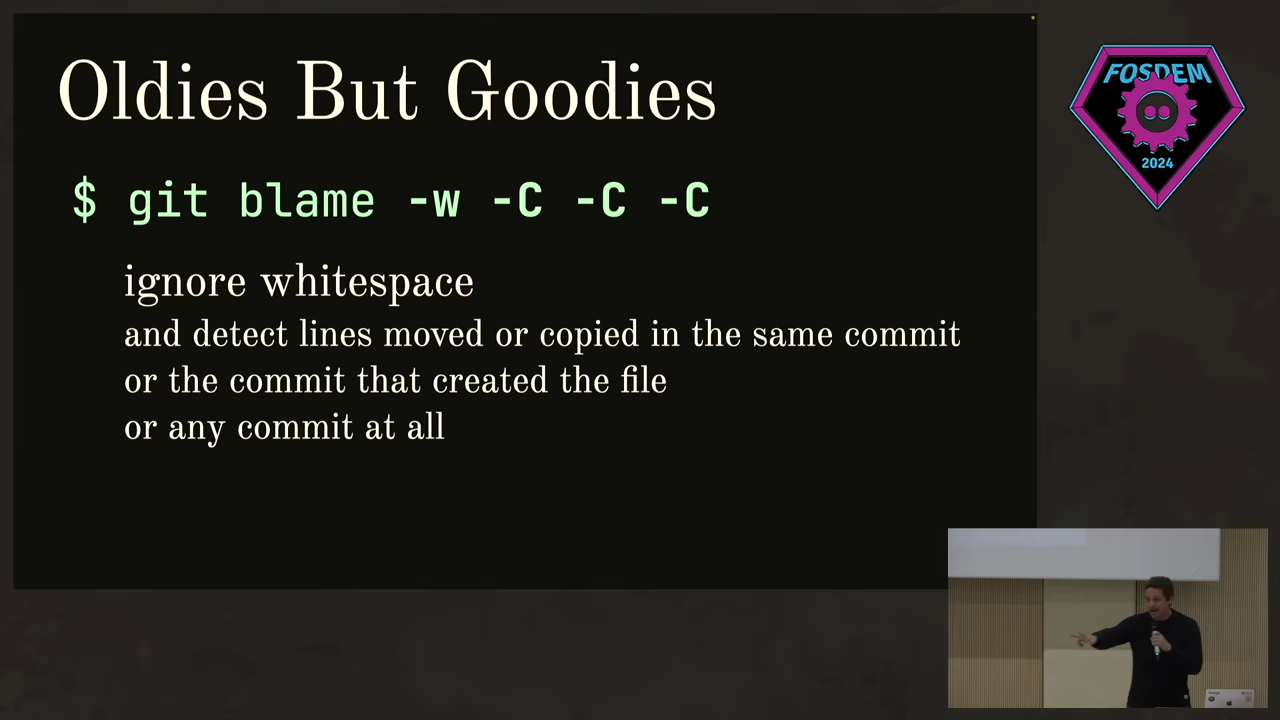 Oldies But Goodies
$ git blame -w -C -C -C
ignore whitespace
and detect lines moved or copied in the same commit
or the commit that created the file
or any commit at all
FOSDEM
2024